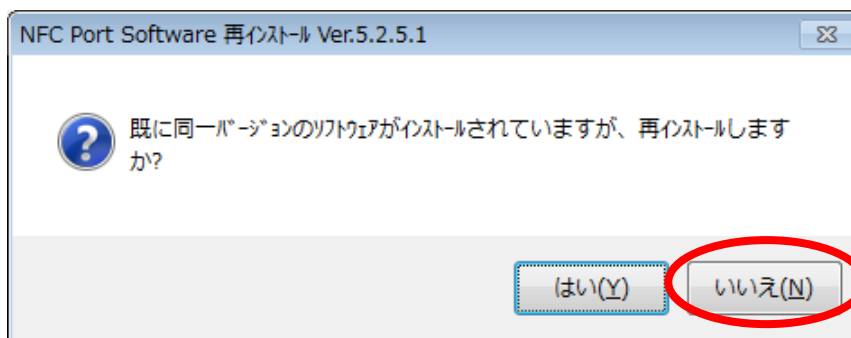 NFC Port Software 再ｲﾝｽﾄｰﾙ Ver.5.2.5.1
既に同一ﾊﾞｰｼﾞｮﾝのｿﾌﾄｳｪｱがｲﾝｽﾄｰﾙされていますが、再ｲﾝｽﾄｰﾙします
か?
はい(Y) いいえ(N)